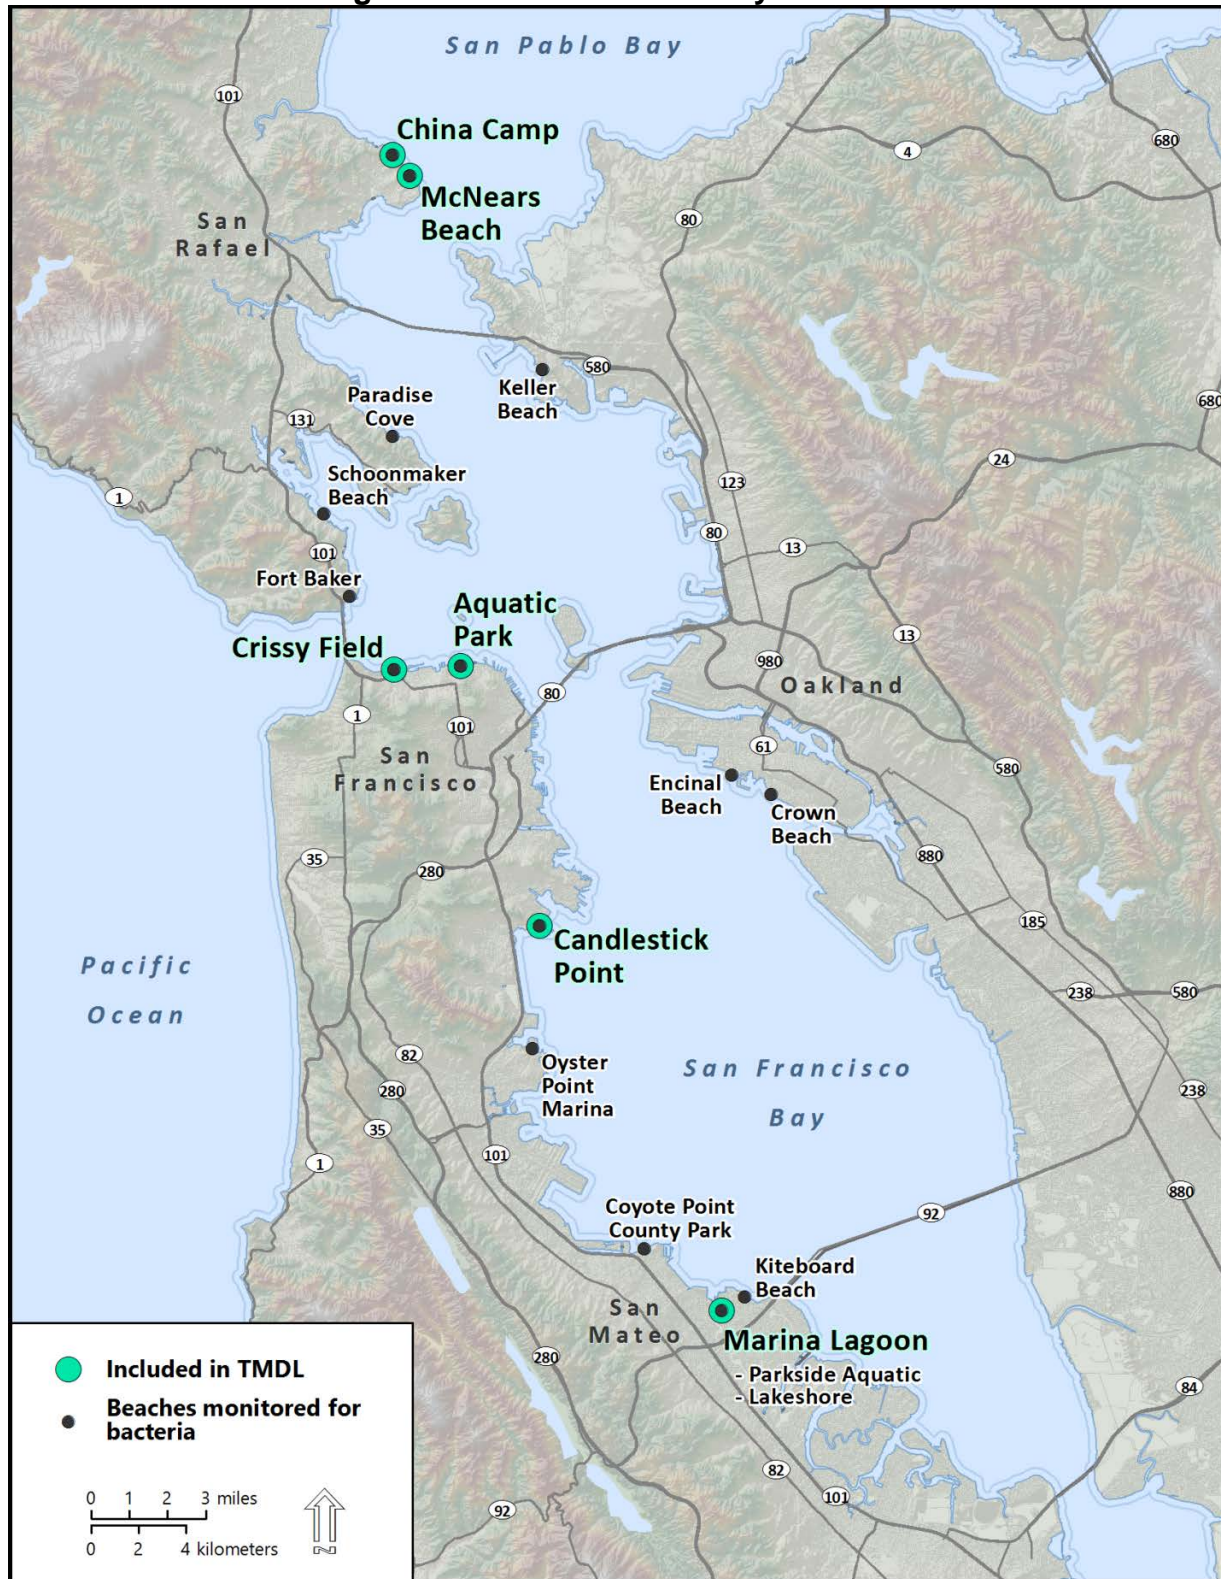 San Pablo Bay
101
China Camp
4
680
McNears
Beach
80
San
Rafael
580
Keller
Beach
680
Paradise
Cove
131
24
Schoonmaker
Beach
123
1
80
13
101
Fort Baker
Aquatic
Park
13
Crissy Field
980
Oakland
80
1
101
61
San
Francisco
580
Encinal
Beach
Crown
Beach
35
280
880
185
Candlestick
Point
Pacific
Ocean
238
580
82
Oyster
Point
Marina
San Francisco
Bay
280
238
35
101
1
880
Coyote Point
County Park
92
Kiteboard
Beach
San
Mateo
Marina Lagoon
- Parkside Aquatic
- Lakeshore
280
84
82
101
92
Included in TMDL
Beaches monitored for
bacteria
0 1 2 3 miles
0 2 4 kilometers
N